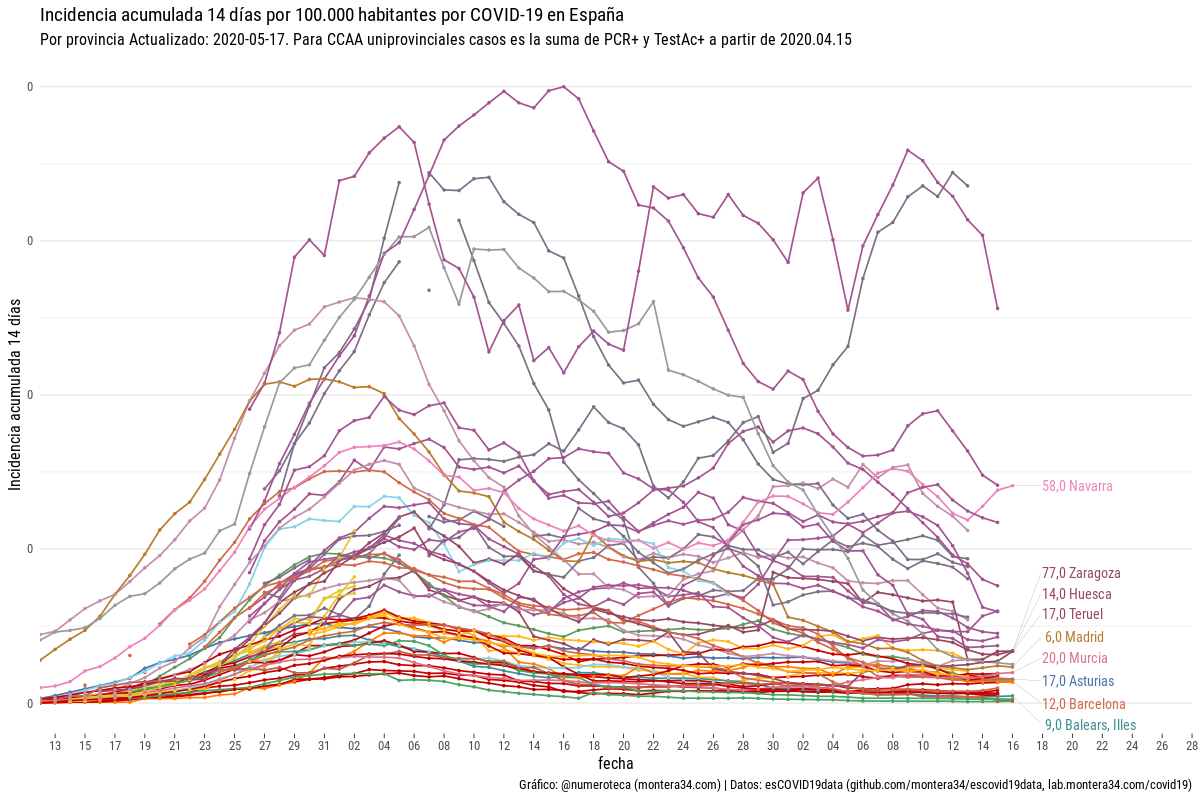 Incidencia acumulada 14 días por 100.000 habitantes por COVID-19 en España
Por provincia Actualizado: 2020-05-17. Para CCAA uniprovinciales casos es la suma de PCR+ y TestAc+ a partir de 2020.04.15
Incidencia acumulada 14 días
0
0
0
0
0
58,0 Navarra
77,0 Zaragoza
14,0 Huesca
17,0 Teruel
6,0 Madrid
20,0 Murcia
17,0 Asturias
12,0 Barcelona
9,0 Balears, Illes
13 15 17 19 21 23 25 27 29 31 02 04 06 08 10 12 14 16 18 20 22 24 26 28 30 02 04 06 08 10 12 14 16 18 20 22 24 26 28
fecha
Gráfico: @numeroteca (montera34.com) | Datos: esCOVID19data (github.com/montera34/escovid19data, lab.montera34.com/covid19)